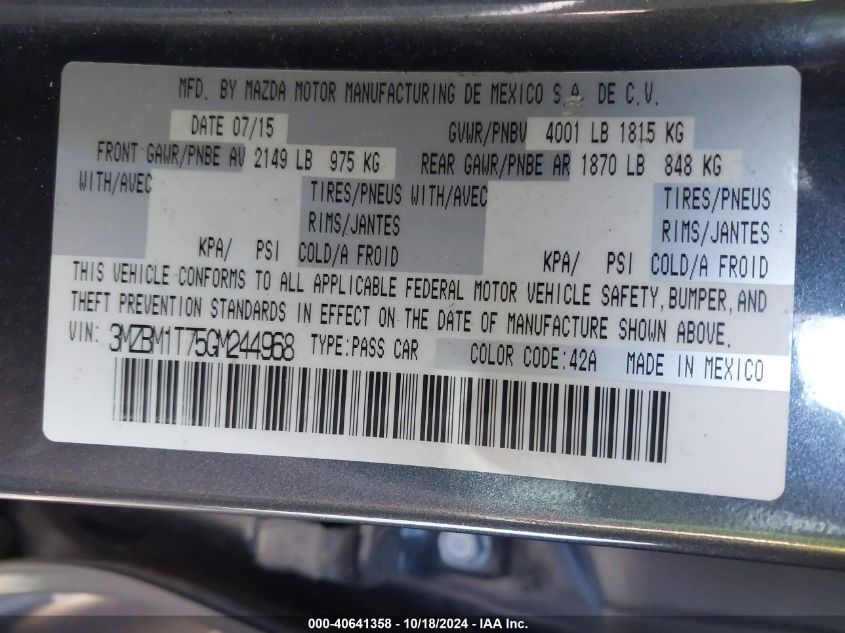 MFD. BY MAZDA MOTOR MANUFACTURING DE MEXICO S.A. DE C.V.
DATE 07/15 GVWR/PNBV 4001 LB 1815 KG
FRONT GAWR/PNBE AV 2149 LB 975 KG REAR GAWR/PNBE AR 1870 LB 848 KG
WITH/AVEC TIRES/PNEUS WITH/AVEC TIRES/PNEUS
RIMS/JANTES RIMS/JANTES
KPA/ PSI COLD/A FROID KPA/ PSI COLD/A FROID
THIS VEHICLE CONFORMS TO ALL APPLICABLE FEDERAL MOTOR VEHICLE SAFETY, BUMPER, AND
THEFT PREVENTION STANDARDS IN EFFECT ON THE DATE OF MANUFACTURE SHOWN ABOVE.
VIN: 3MZBM1T75GM244968 TYPE:PASS CAR COLOR CODE:42A MADE IN MEXICO
000-40641358 - 10/18/2024 - IAA Inc.